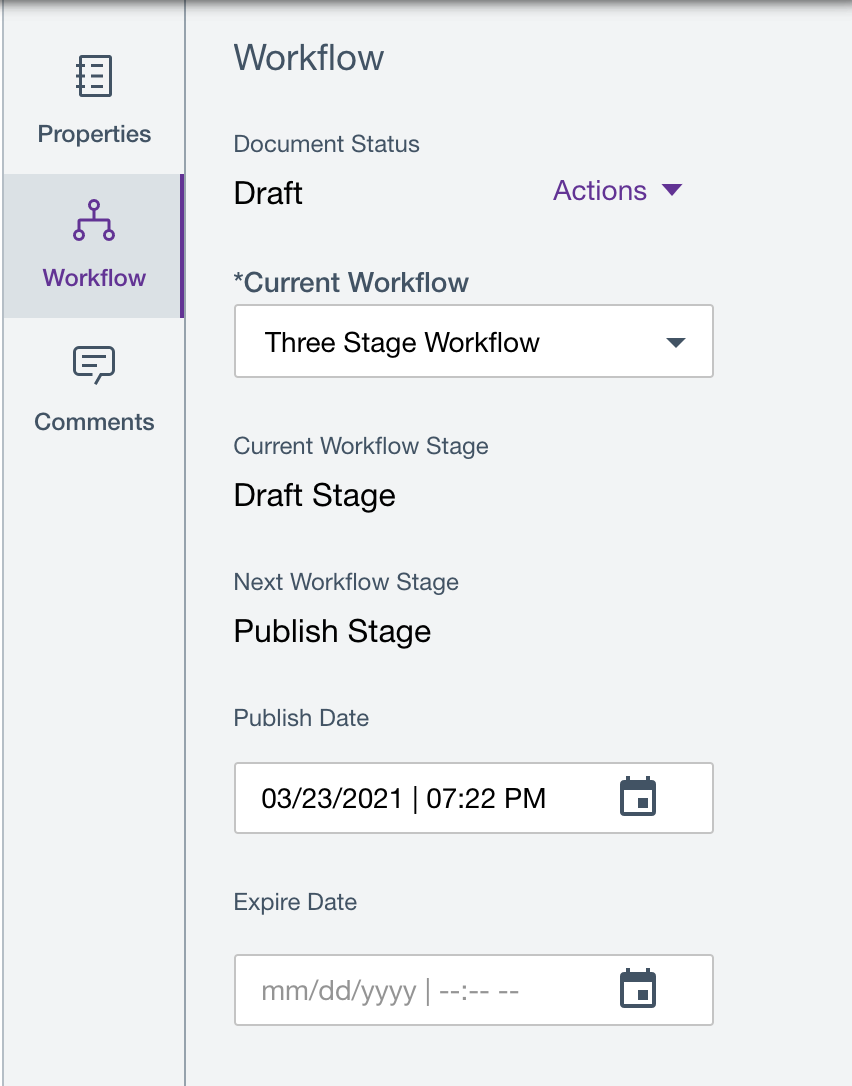 Properties
Workflow
Comments
Workflow
Document Status
Draft
Actions
*Current Workflow
Three Stage Workflow
Current Workflow Stage
Draft Stage
Next Workflow Stage
Publish Stage
Publish Date
03/23/2021 | 07:22 PM
Expire Date
mm/dd/yyyy | --:-- --